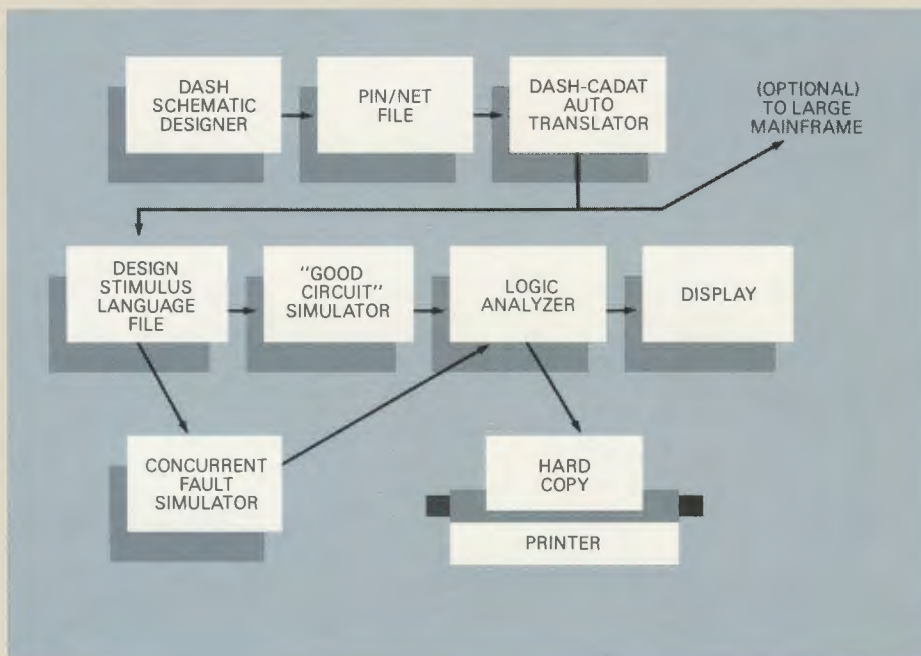 DASH
SCHEMATIC
DESIGNER
PIN/NET
FILE
DASH-CADAT
AUTO
TRANSLATOR
(OPTIONAL)
TO LARGE
MAINFRAME
DESIGN
STIMULUS
LANGUAGE
FILE
"GOOD
CIRCUIT"
SIMULATOR
LOGIC
ANALYZER
DISPLAY
CONCURRENT
FAULT
SIMULATOR
HARD
COPY
PRINTER